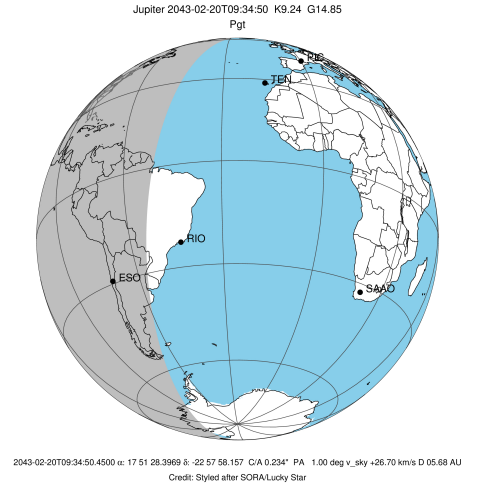 Jupiter 2043-02-20T09:34:50 K9.24 G14.85
Pgt
PIC
TEN
RIO
ESO
SAAO
2043-02-20T09:34:50.4500 α: 17 51 28.3969 δ: -22 57 58.157 C/A 0.234" PA 1.00 deg v_sky +26.70 km/s D 05.68 AU
Credit: Styled after SORA/Lucky Star